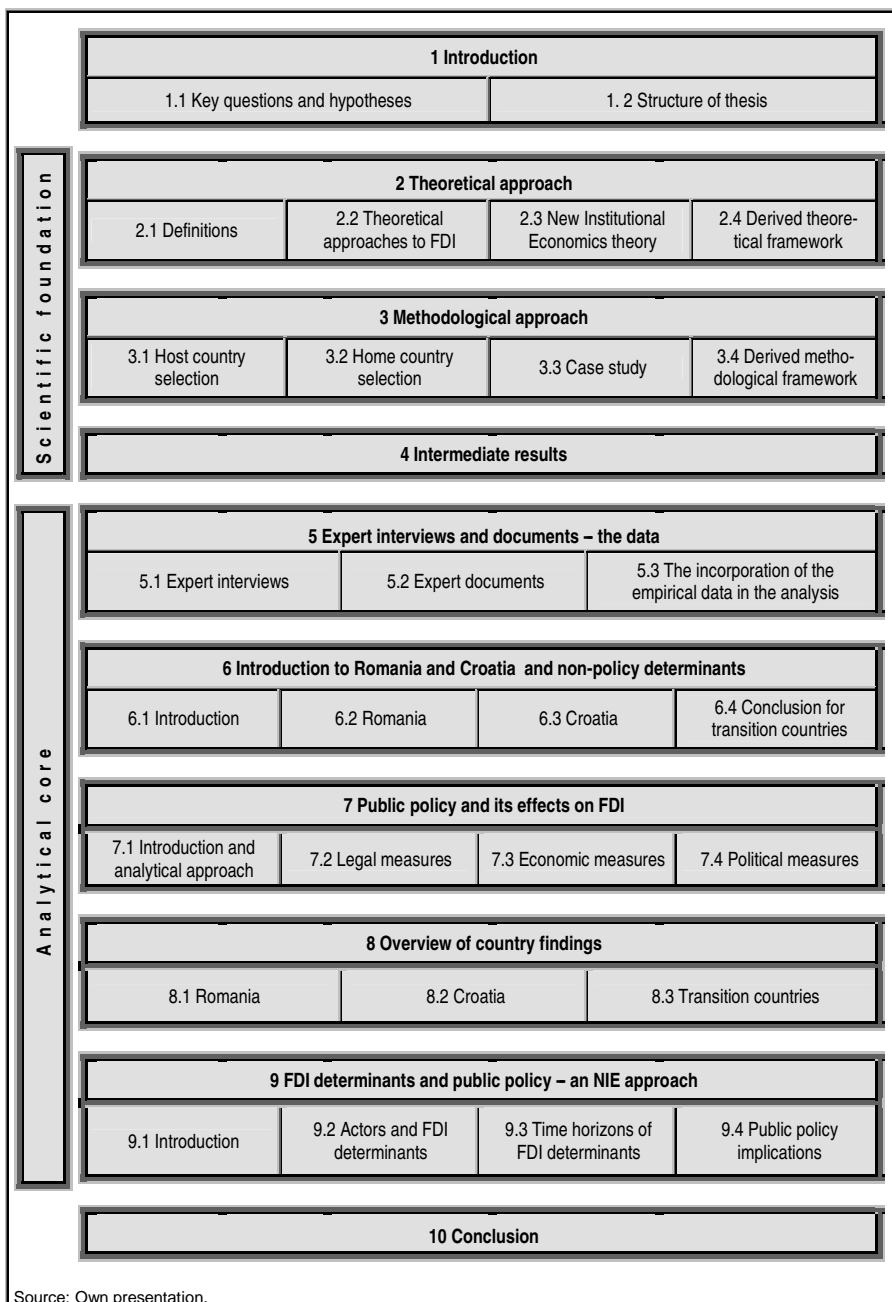 1 Introduction
1.1 Key questions and hypotheses
1. 2 Structure of thesis
Scientific foundation
2 Theoretical approach
2.1 Definitions
2.2 Theoretical
approaches to FDI
2.3 New Institutional
Economics theory
2.4 Derived theore-
tical framework
3 Methodological approach
3.1 Host country
selection
3.2 Home country
selection
3.3 Case study
3.4 Derived metho-
dological framework
4 Intermediate results
Analytical core
5 Expert interviews and documents – the data
5.1 Expert interviews
5.2 Expert documents
5.3 The incorporation of the
empirical data in the analysis
6 Introduction to Romania and Croatia and non-policy determinants
6.1 Introduction
6.2 Romania
6.3 Croatia
6.4 Conclusion for
transition countries
7 Public policy and its effects on FDI
7.1 Introduction and
analytical approach
7.2 Legal measures
7.3 Economic measures
7.4 Political measures
8 Overview of country findings
8.1 Romania
8.2 Croatia
8.3 Transition countries
9 FDI determinants and public policy – an NIE approach
9.1 Introduction
9.2 Actors and FDI
determinants
9.3 Time horizons of
FDI determinants
9.4 Public policy
implications
10 Conclusion
Source: Own presentation.